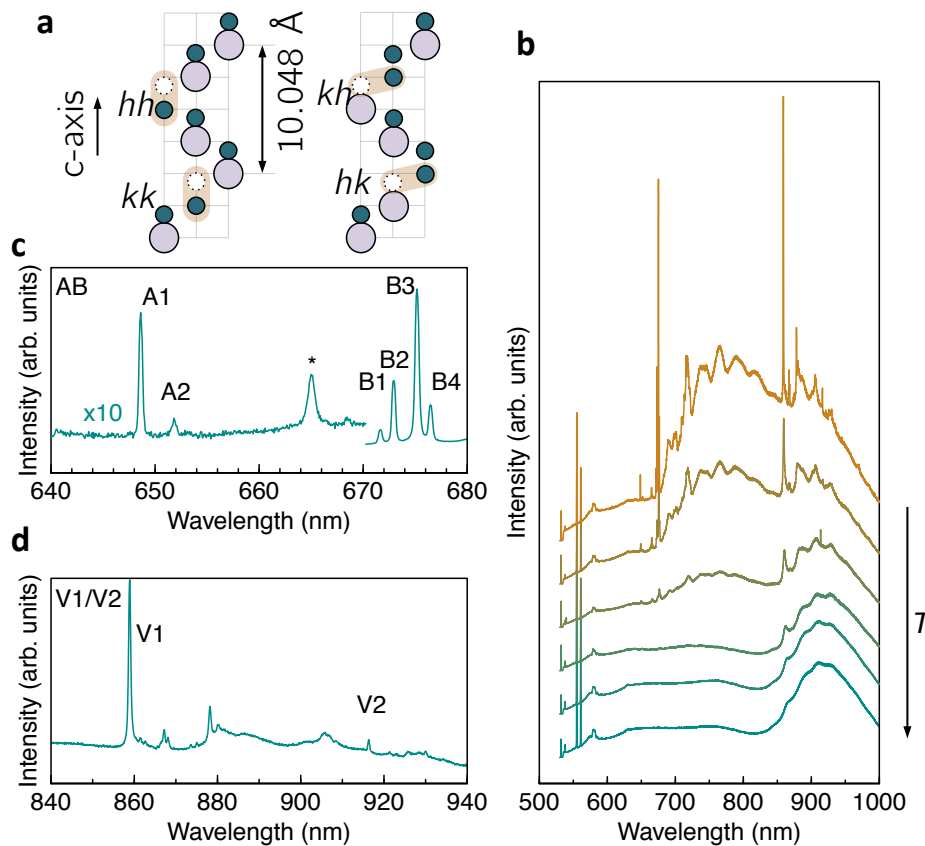 a
c-axis
hh
kk
10.048 Å
kh
hk
b
Intensity (arb. units)
T
500 600 700 800 900 1000
Wavelength (nm)
c
AB
A1
A2
x10
*
B1
B2
B3
B4
Intensity (arb. units)
640 650 660 670 680
Wavelength (nm)
d
V1/V2
V1
V2
Intensity (arb. units)
840 860 880 900 920 940
Wavelength (nm)